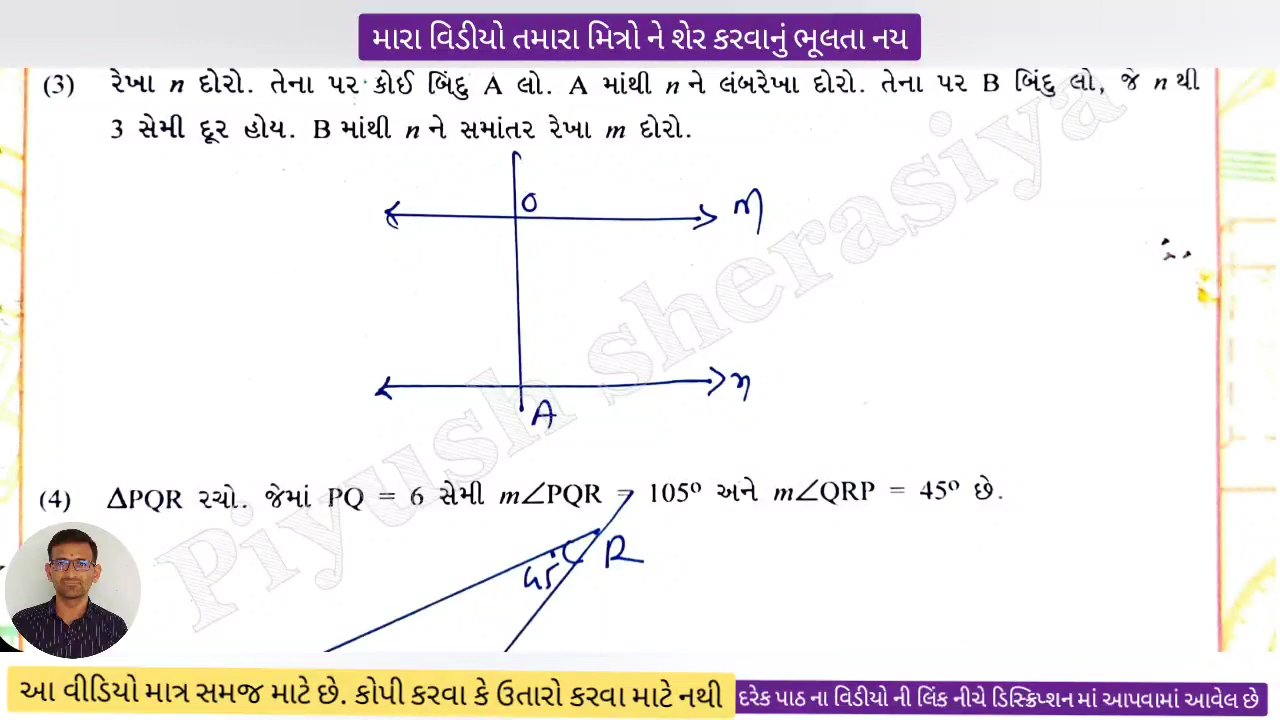 મારા વિડીયો તમારા મિત્રો ને શેર કરવાનું ભૂલતા નય
(3) રેખા n દોરો. તેના પર કોઈ બિંદુ A લો. A માંથી n ને લંબરેખા દોરો. તેના પર B બિંદુ લો, જે n થી
3 સેમી દૂર હોય. B માંથી n ને સમાંતર રેખા m દોરો.
0
m
n
A
Piyush sherasiya
(4) ΔPQR રચો. જેમાં PQ = 6 સેમી m∠PQR = 105° અને m∠QRP = 45° છે.
R
45
આ વીડિયો માત્ર સમજ માટે છે. કોપી કરવા કે ઉતારો કરવા માટે નથી
દરેક પાઠ ના વિડીયો ની લિંક નીચે ડિસ્ક્રિપ્શન માં આપવામાં આવેલ છે